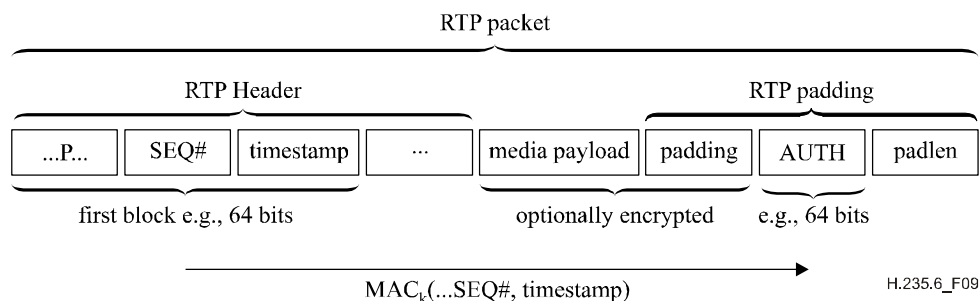 RTP packet
RTP Header
RTP padding
...P...
SEQ#
timestamp
...
media payload
padding
AUTH
padlen
first block e.g., 64 bits
optionally encrypted
e.g., 64 bits
MACk(...SEQ#, timestamp)
H.235.6_F09